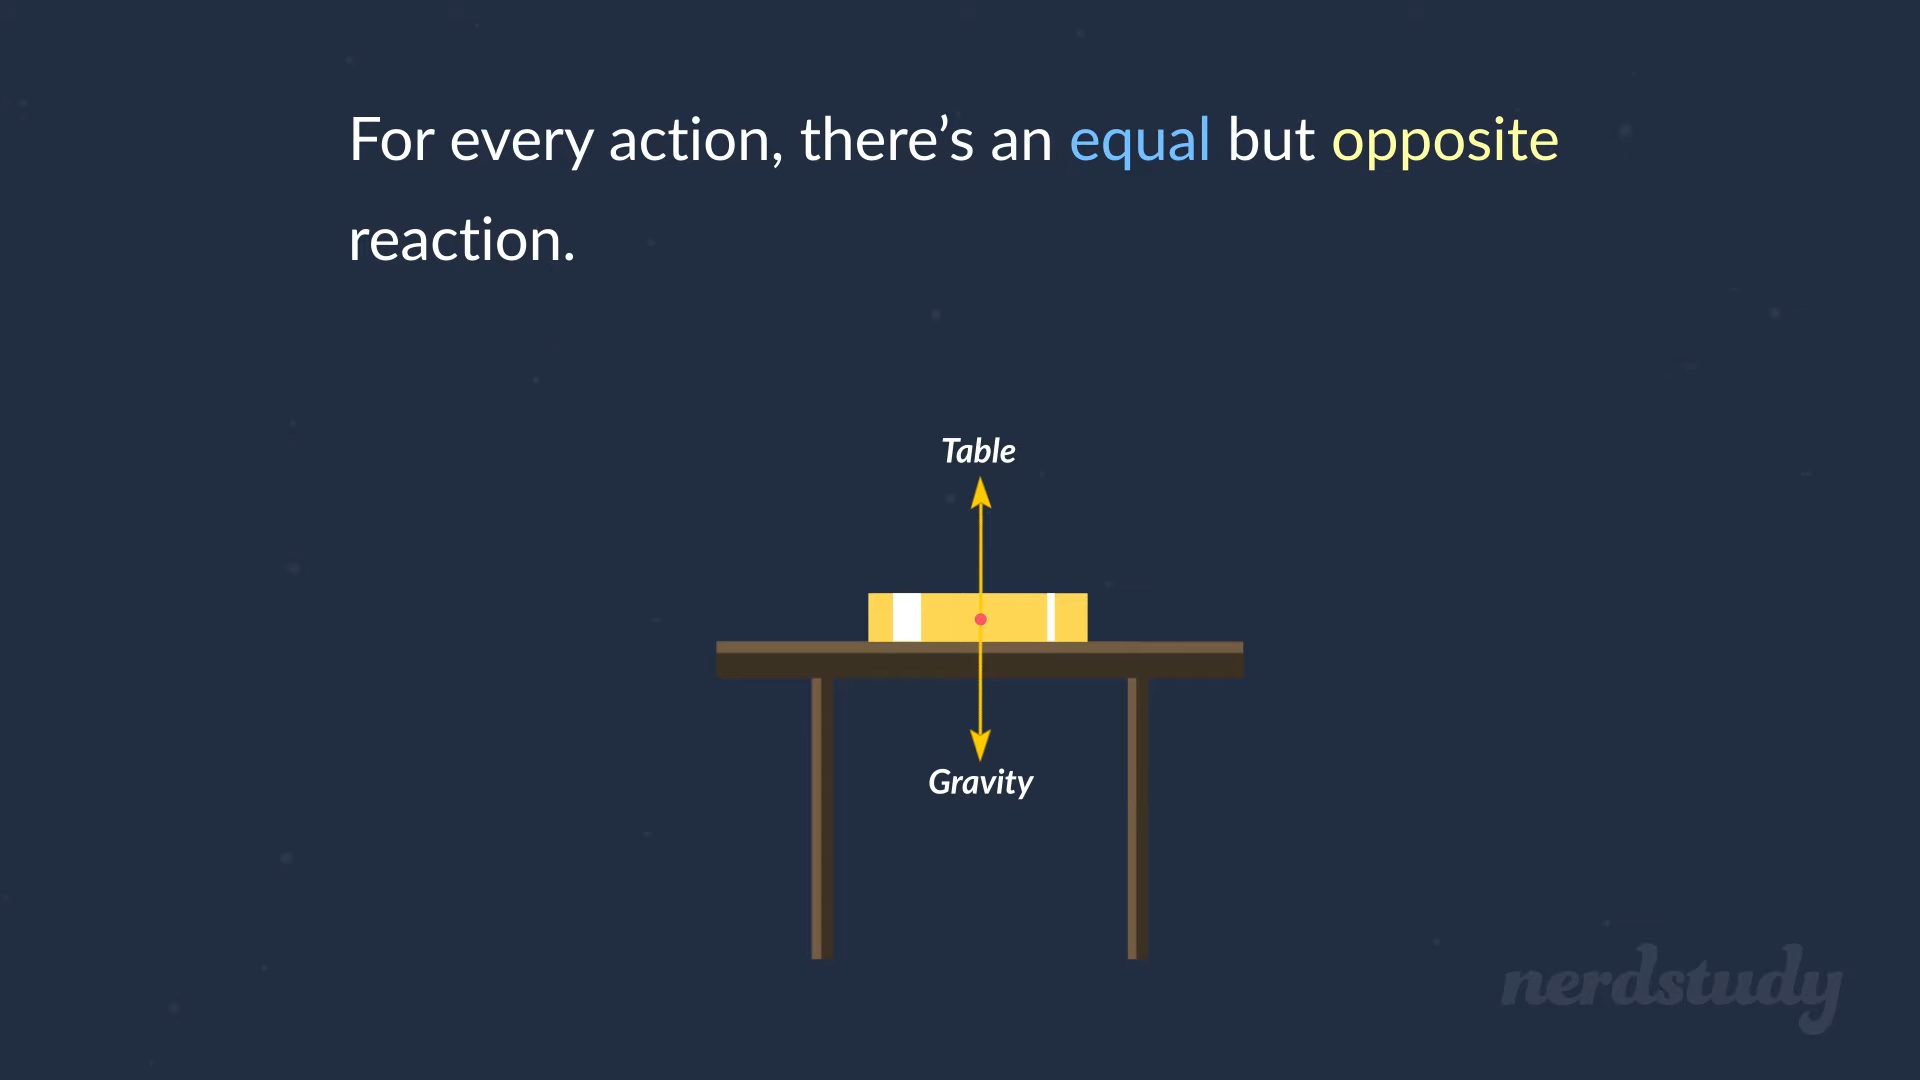 For every action, there’s an equal but opposite
reaction.
Table
Gravity
nerdstudy